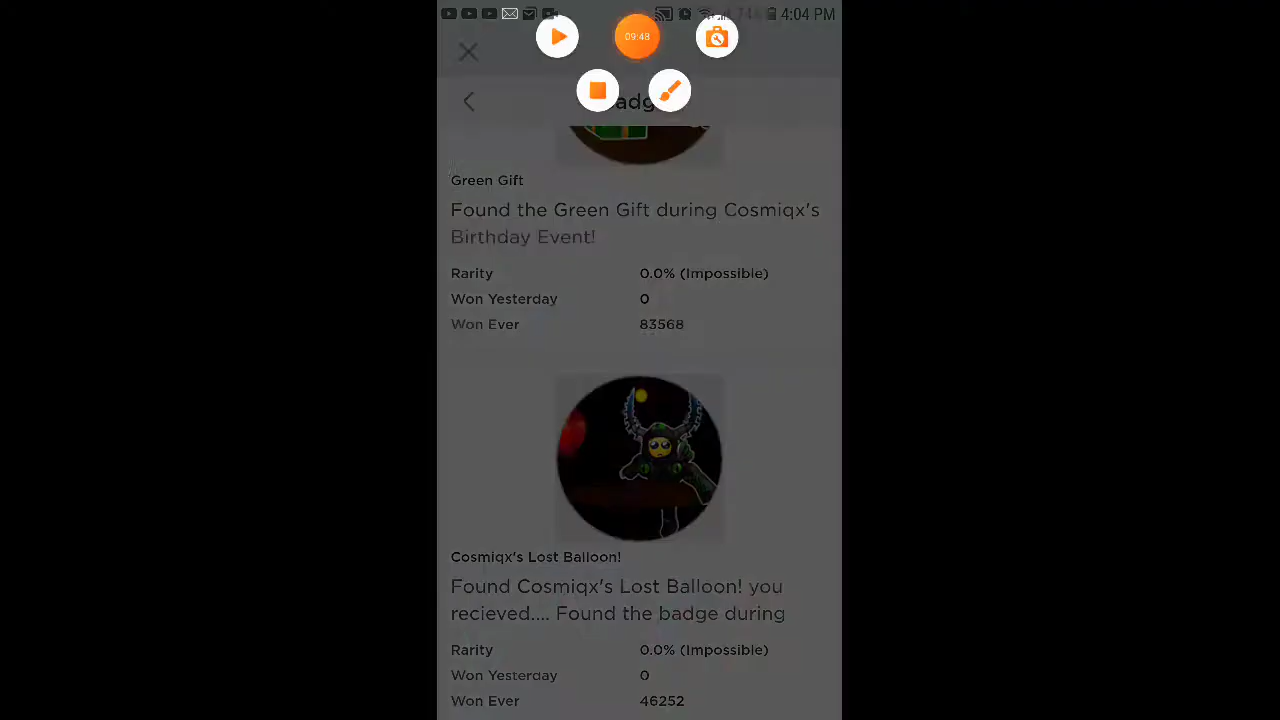 4:04 PM
09:48
Green Gift
Found the Green Gift during Cosmiqx's
Birthday Event!
Rarity 0.0% (Impossible)
Won Yesterday 0
Won Ever 83568
Cosmiqx's Lost Balloon!
Found Cosmiqx's Lost Balloon! you
recieved.... Found the badge during
Rarity 0.0% (Impossible)
Won Yesterday 0
Won Ever 46252